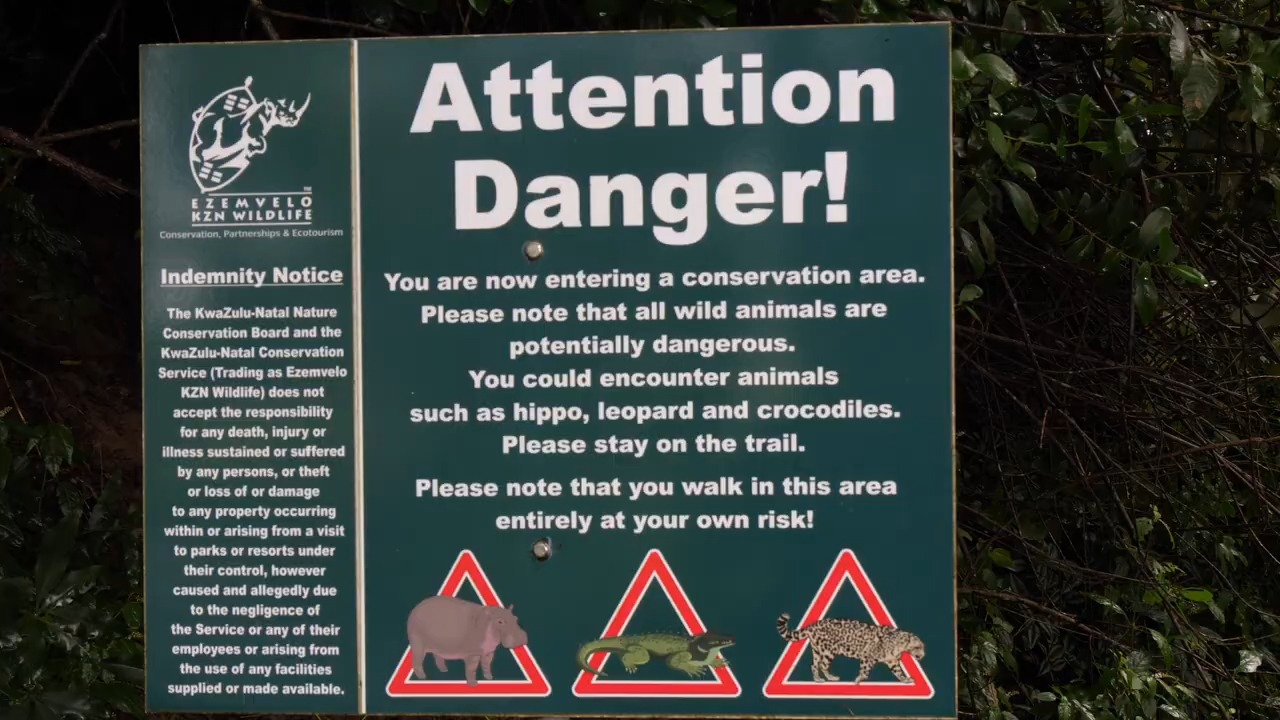 EZEMVELO
TM
KZN WILDLIFE
Conservation, Partnerships & Ecotourism
Indemnity Notice
The KwaZulu-Natal Nature
Conservation Board and the
KwaZulu-Natal Conservation
Service (Trading as Ezemvelo
KZN Wildlife) does not
accept the responsibility
for any death, injury or
illness sustained or suffered
by any persons, or theft
or loss of or damage
to any property occurring
within or arising from a visit
to parks or resorts under
their control, however
caused and allegedly due
to the negligence of
the Service or any of their
employees or arising from
the use of any facilities
supplied or made available.
Attention
Danger!
You are now entering a conservation area.
Please note that all wild animals are
potentially dangerous.
You could encounter animals
such as hippo, leopard and crocodiles.
Please stay on the trail.
Please note that you walk in this area
entirely at your own risk!